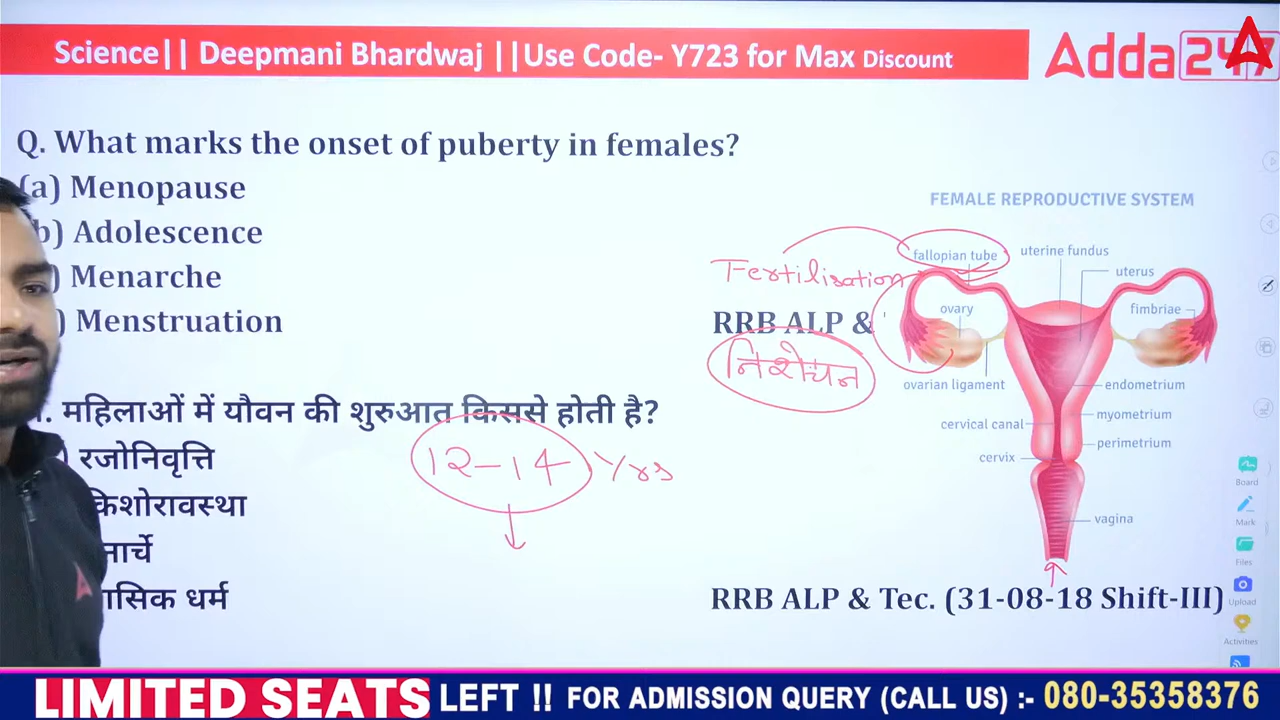 Science|| Deepmani Bhardwaj ||Use Code- Y723 for Max Discount
Adda 247
Q. What marks the onset of puberty in females?
(a) Menopause
b) Adolescence
) Menarche
) Menstruation
FEMALE REPRODUCTIVE SYSTEM
fallopian tube
uterine fundus
uterus
Fertilisation
ovary
fimbriae
RRB ALP &
निशेचन
ovarian ligament
endometrium
myometrium
cervical canal
perimetrium
cervix
vagina
महिलाओं में यौवन की शुरुआत किससे होती है?
) रजोनिवृत्ति
12-14 Yrs
किशोरावस्था
नार्चे
ासिक धर्म
RRB ALP & Tec. (31-08-18 Shift-III)
Board
Mark
Files
Upload
Activities
LIMITED SEATS LEFT !! FOR ADMISSION QUERY (CALL US) :- 080-35358376